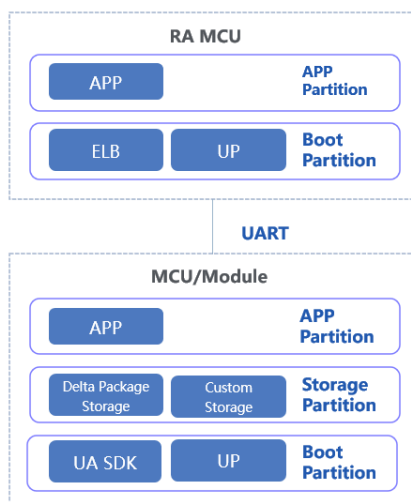 RA MCU
APP
APP
Partition
ELB
UP
Boot
Partition
UART
MCU/Module
APP
APP
Partition
Delta Package
Storage
Custom
Storage
Storage
Partition
UA SDK
UP
Boot
Partition